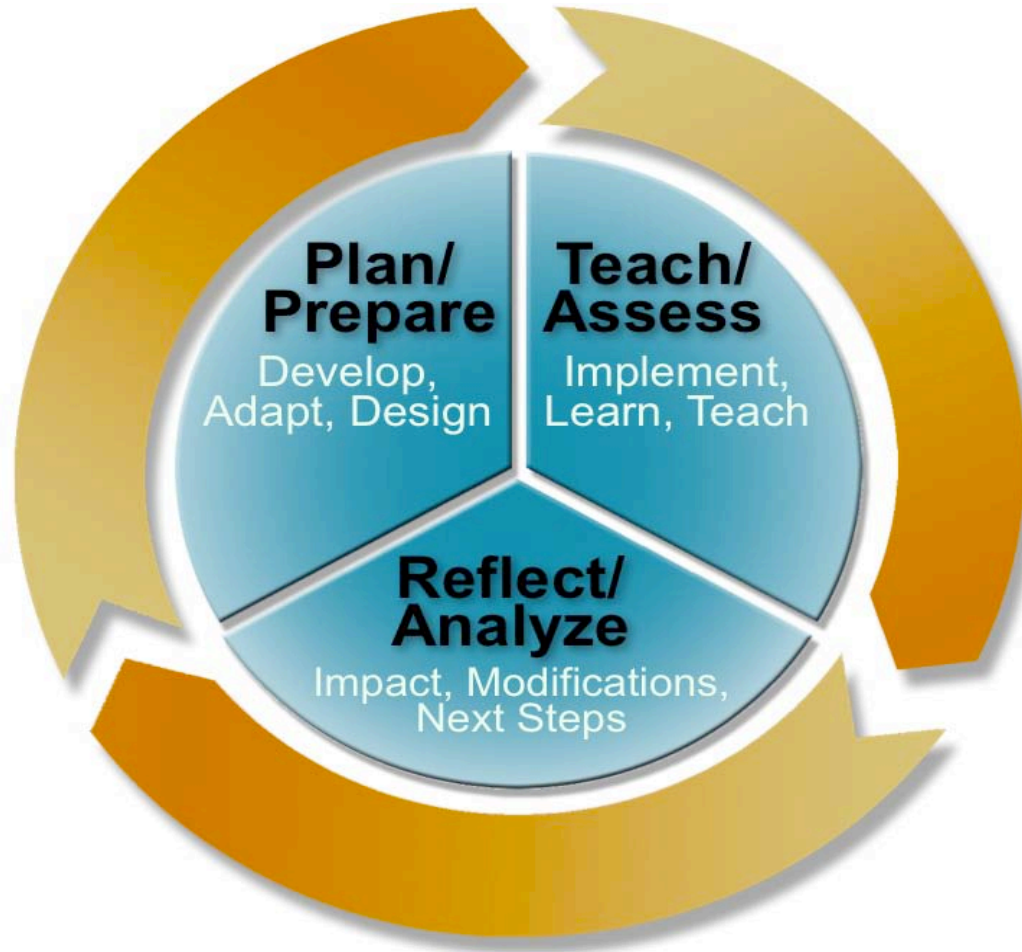 Plan/
Prepare
Develop,
Adapt, Design
Teach/
Assess
Implement,
Learn, Teach
Reflect/
Analyze
Impact, Modifications,
Next Steps